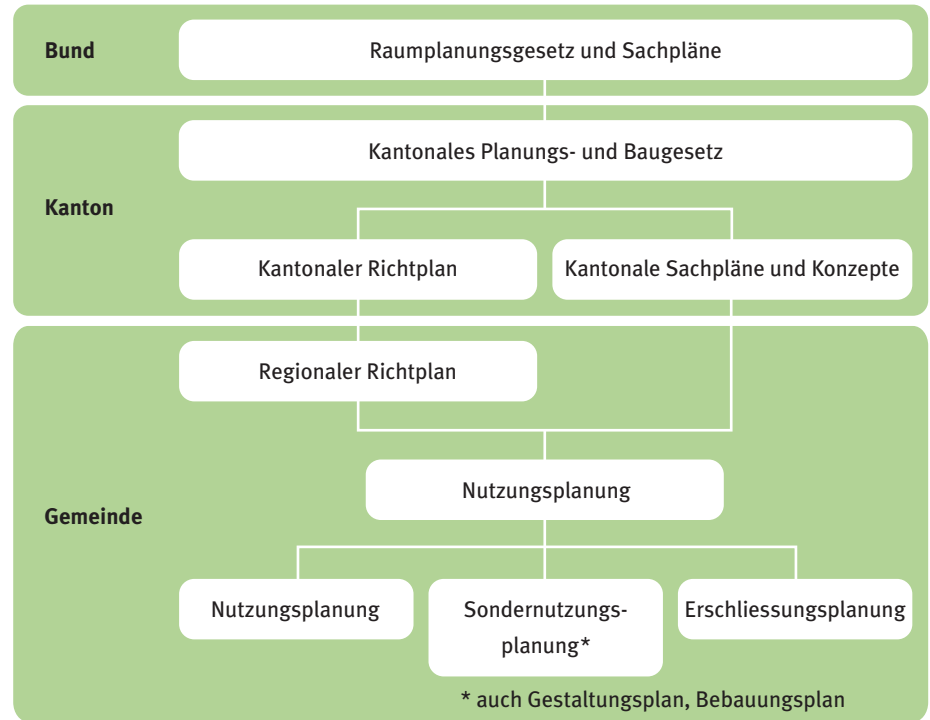 Bund
Raumplanungsgesetz und Sachpläne
Kantonales Planungs- und Baugesetz
Kanton
Kantonaler Richtplan
Kantonale Sachpläne und Konzepte
Regionaler Richtplan
Nutzungsplanung
Gemeinde
Nutzungsplanung
Sondernutzungs-
planung*
Erschliessungsplanung
* auch Gestaltungsplan, Bebauungsplan